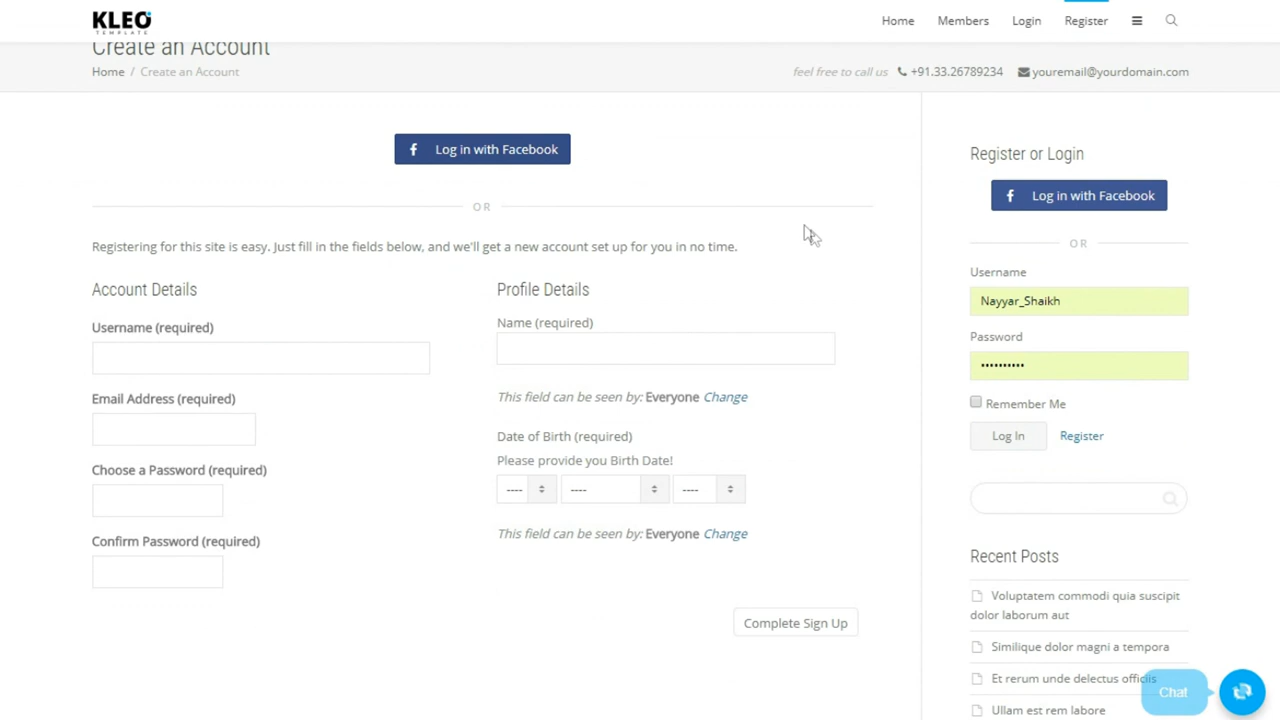 KLEO
TEMPLATE
Home
Members
Login
Register
Create an Account
Home / Create an Account
feel free to call us
+91.33.26789234
youremail@yourdomain.com
Log in with Facebook
OR
Registering for this site is easy. Just fill in the fields below, and we'll get a new account set up for you in no time.
Account Details
Username (required)
Email Address (required)
Choose a Password (required)
Confirm Password (required)
Profile Details
Name (required)
This field can be seen by: Everyone Change
Date of Birth (required)
Please provide you Birth Date!
---- ---- ----
This field can be seen by: Everyone Change
Complete Sign Up
Register or Login
Log in with Facebook
OR
Username
Nayyar_Shaikh
Password
••••••••••
Remember Me
Log In
Register
Recent Posts
Voluptatem commodi quia suscipit
dolor laborum aut
Similique dolor magni a tempora
Et rerum unde delectus officiis
Ullam est rem labore
Chat